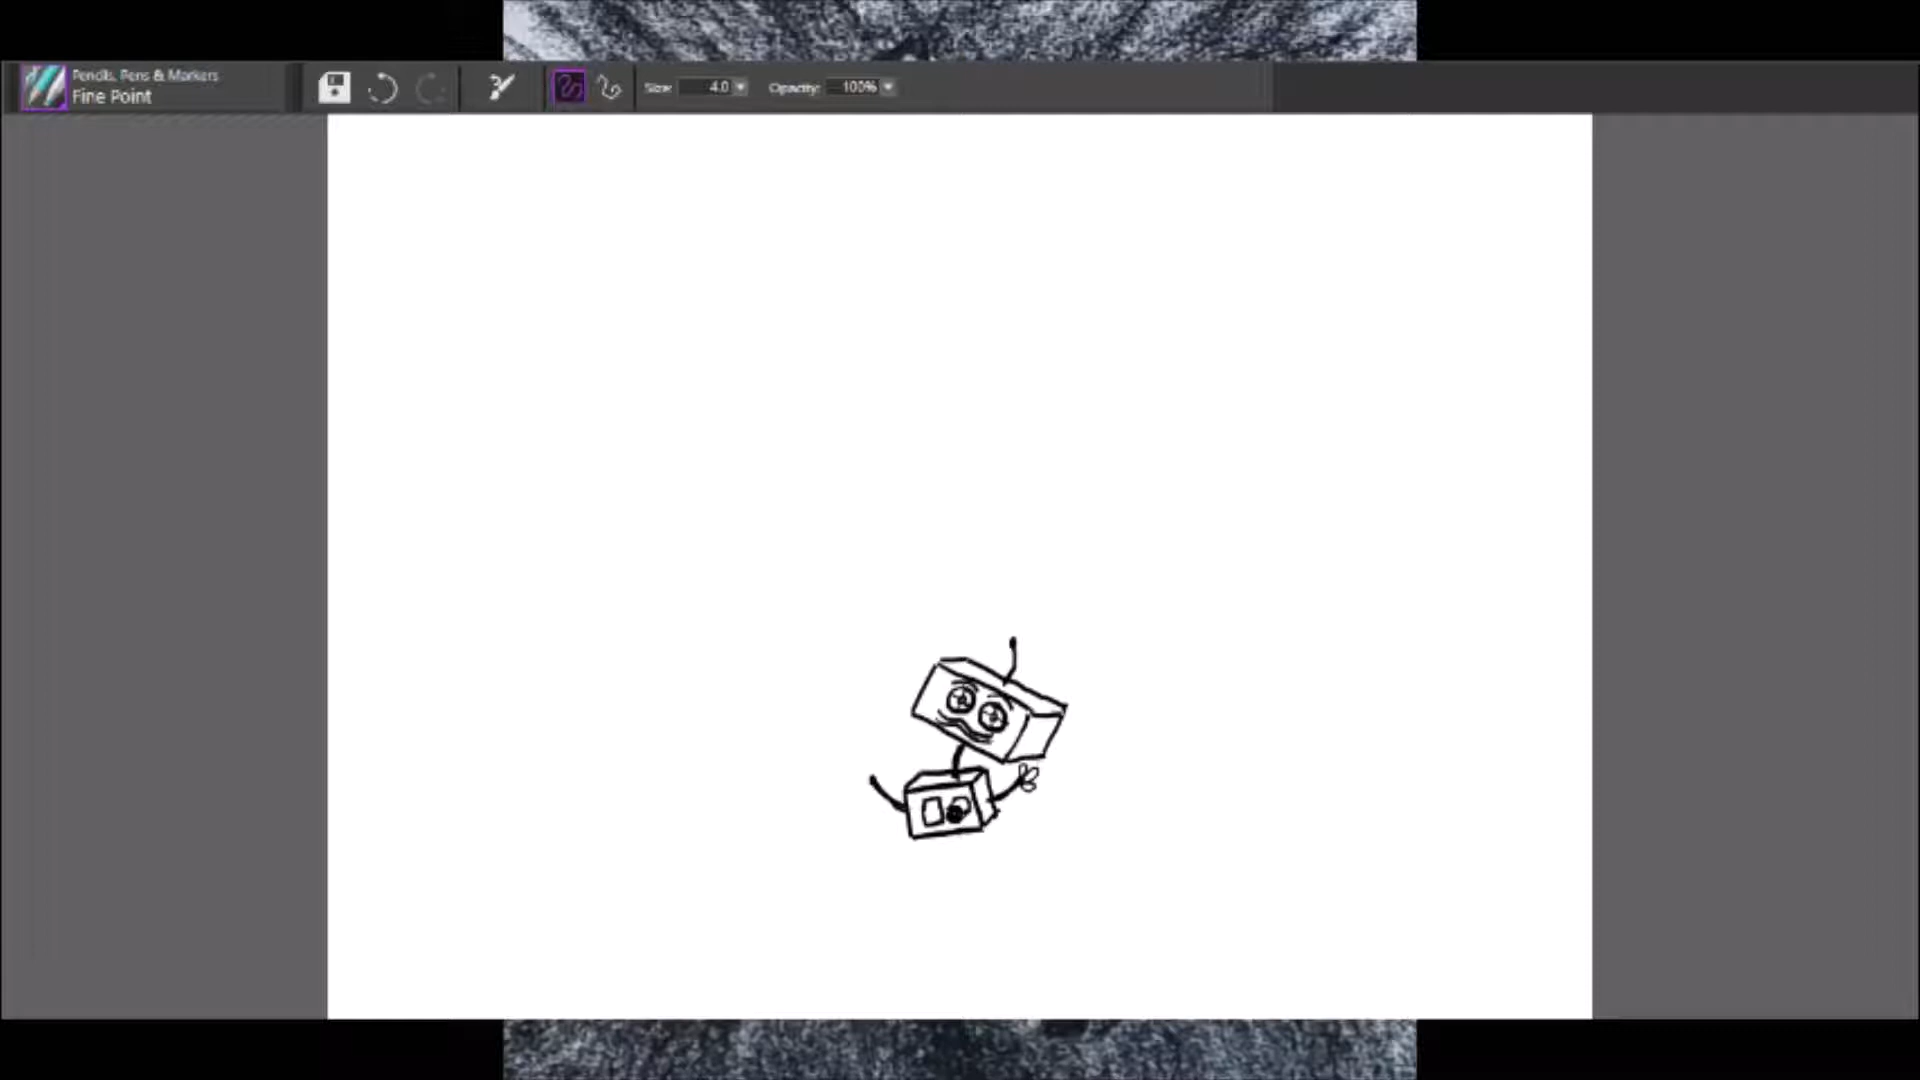 Pencils, Pens & Markers
Fine Point
Size: 4.0
Opacity: 100%